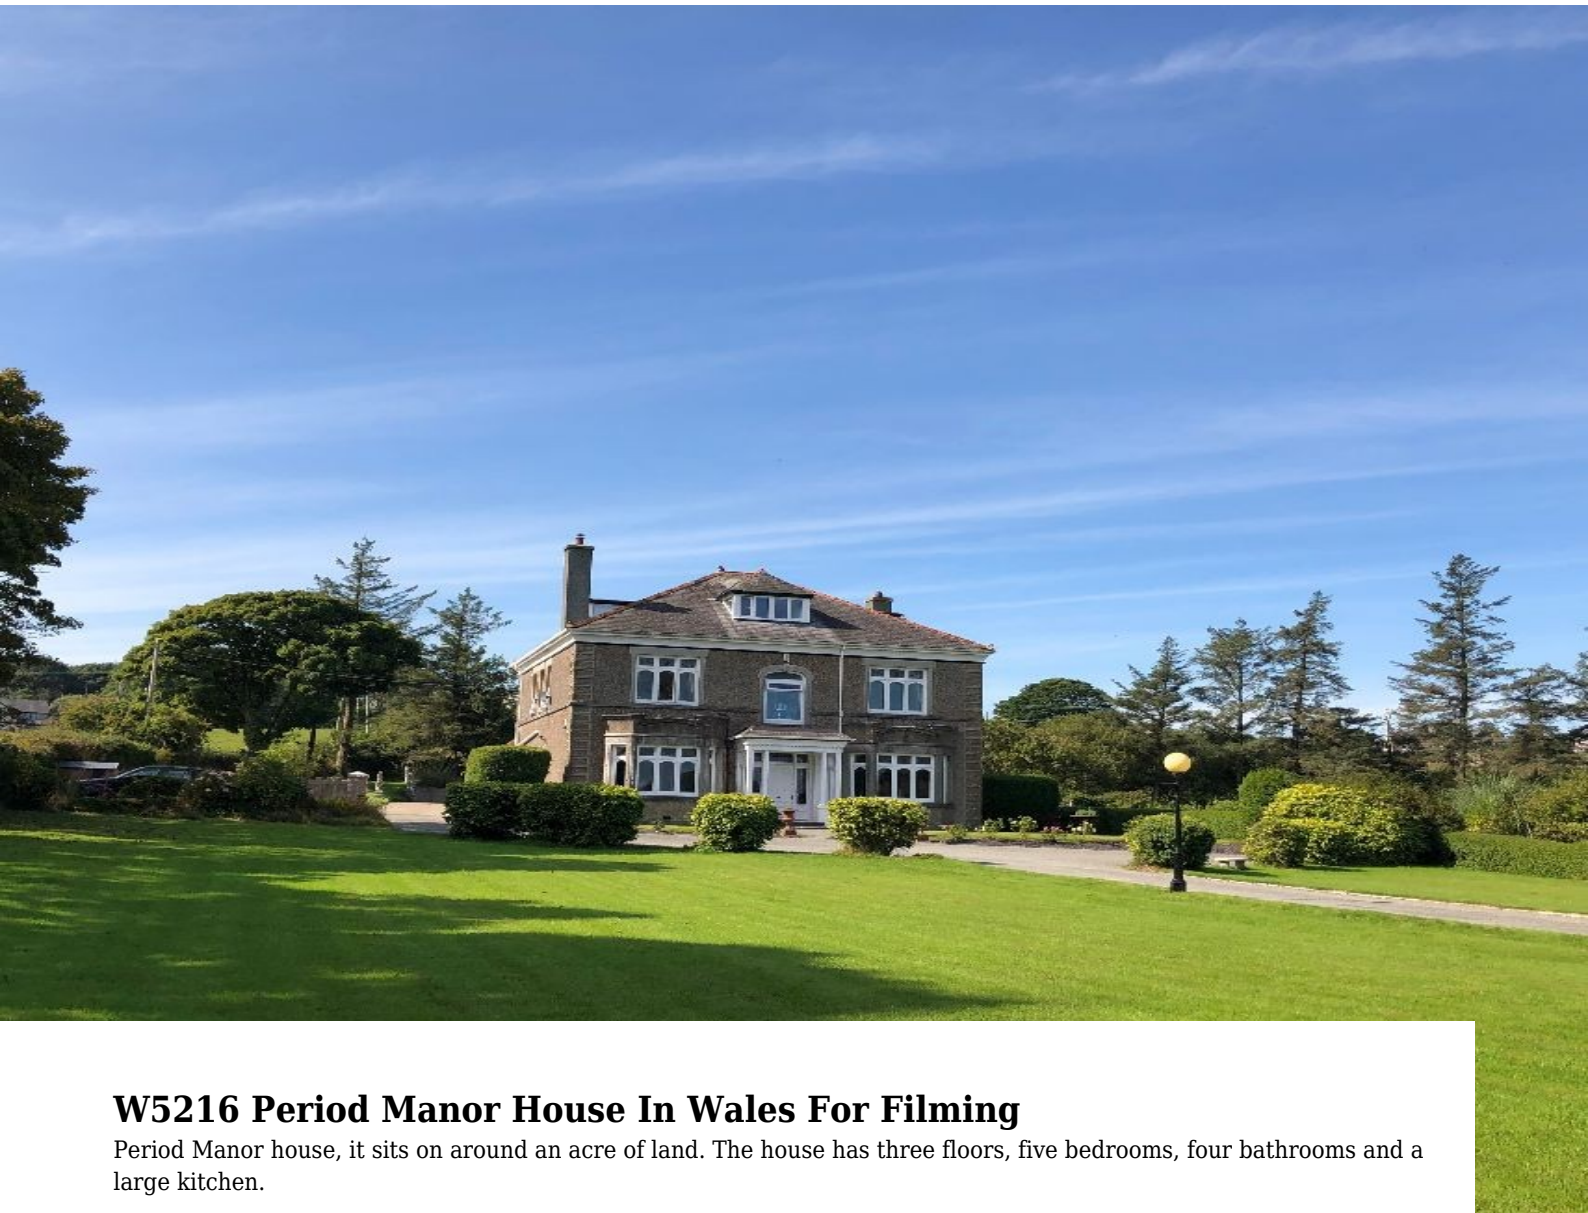 W5216 Period Manor House In Wales For Filming
Period Manor house, it sits on around an acre of land. The house has three floors, five bedrooms, four bathrooms and a
large kitchen.